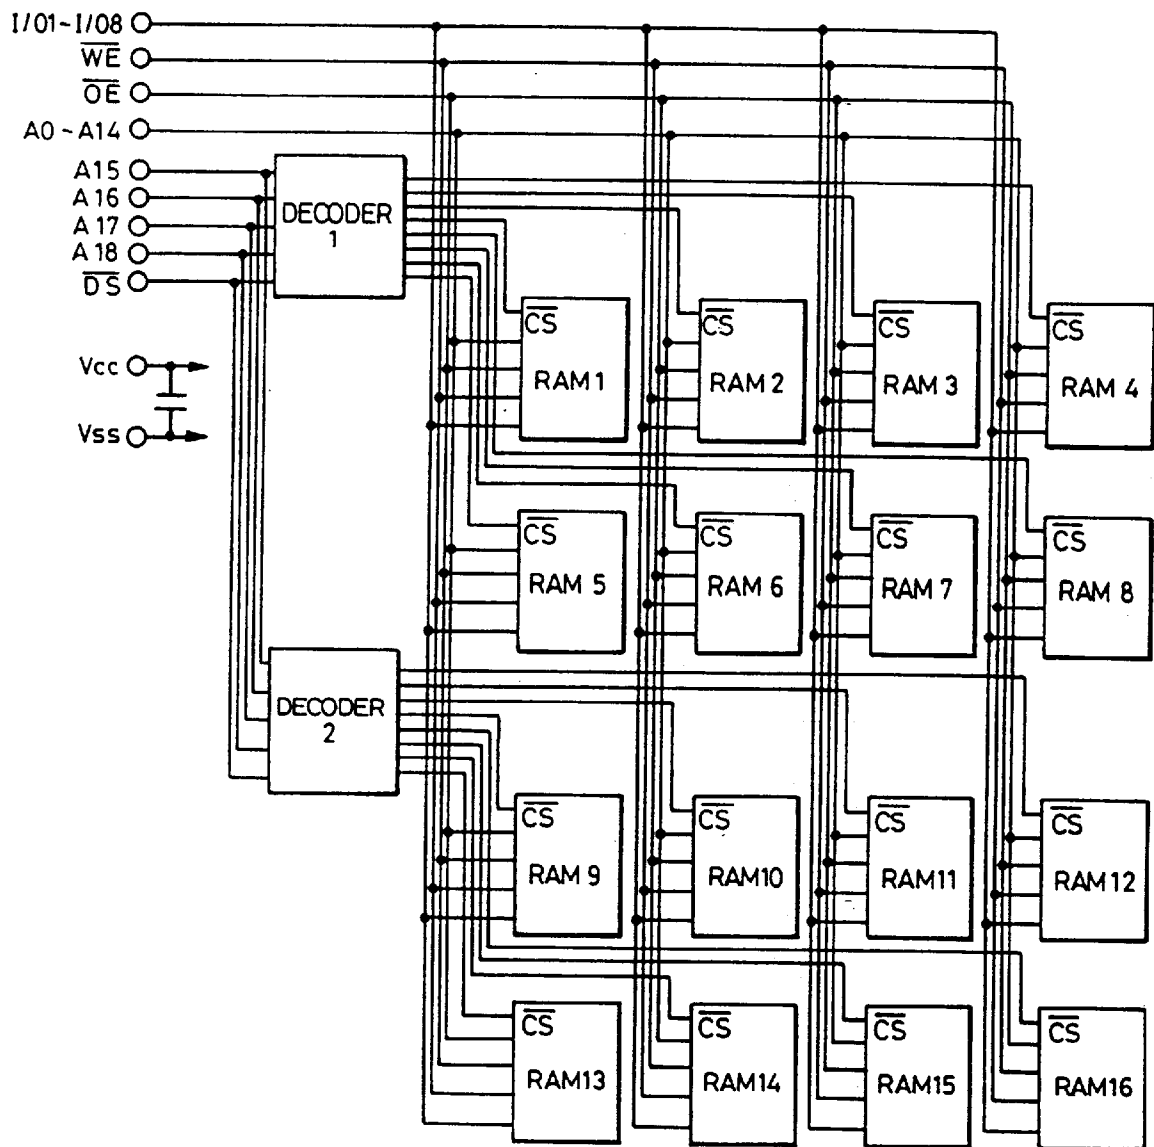 I/01~I/08
WE
OE
A0~A14
A15
A16
A17
A18
DS
DECODER
1
Vcc
Vss
CS
RAM 1
CS
RAM 2
CS
RAM 3
CS
RAM 4
CS
RAM 5
CS
RAM 6
CS
RAM 7
CS
RAM 8
DECODER
2
CS
RAM 9
CS
RAM10
CS
RAM11
CS
RAM12
CS
RAM13
CS
RAM14
CS
RAM15
CS
RAM16